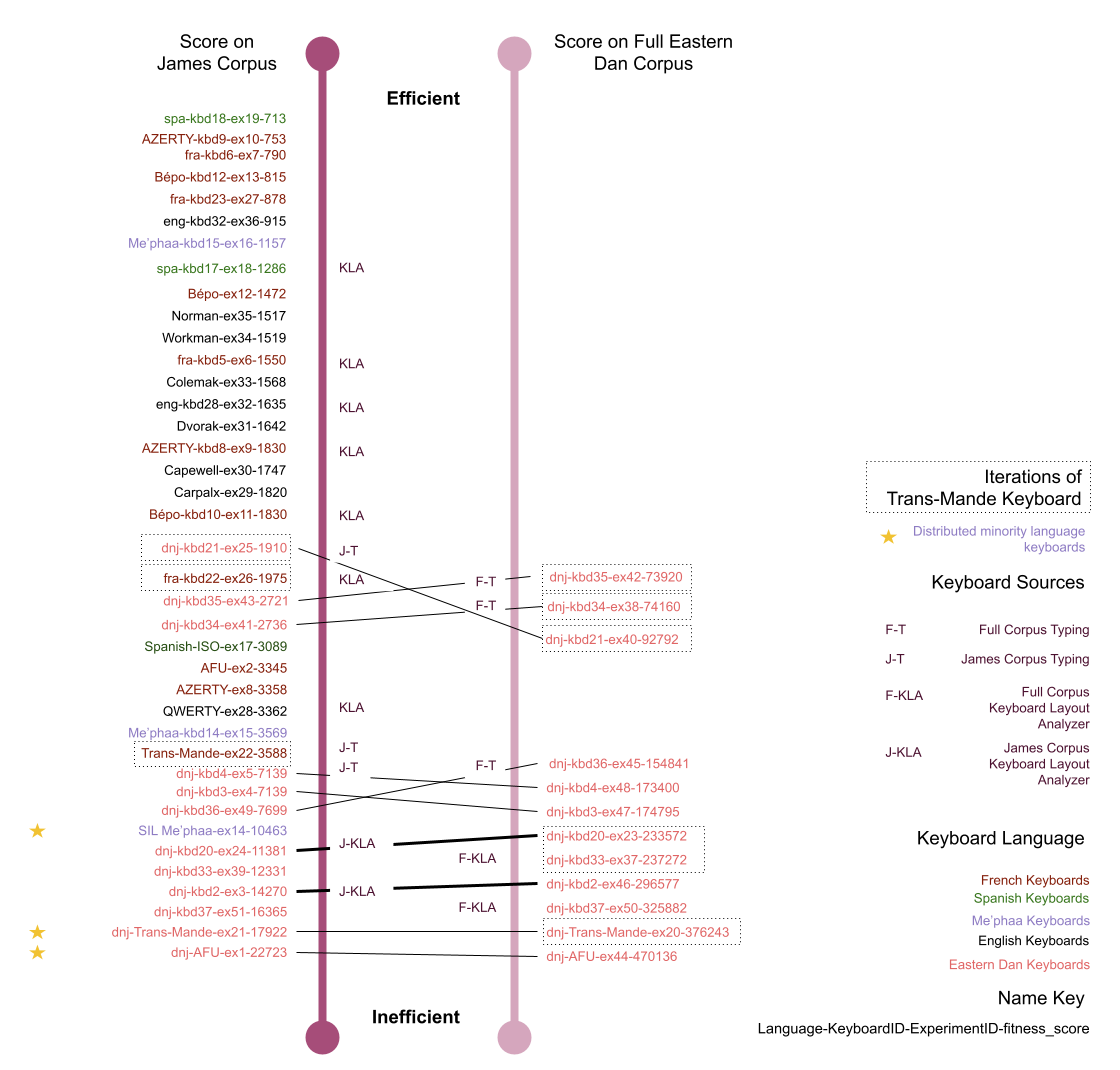 Score on
James Corpus
Score on Full Eastern
Dan Corpus
Efficient
spa-kbd18-ex19-713
AZERTY-kbd9-ex10-753
fra-kbd6-ex7-790
Bépo-kbd12-ex13-815
fra-kbd23-ex27-878
eng-kbd32-ex36-915
Me'phaa-kbd15-ex16-1157
spa-kbd17-ex18-1286
KLA
Bépo-ex12-1472
Norman-ex35-1517
Workman-ex34-1519
fra-kbd5-ex6-1550
KLA
Colemak-ex33-1568
eng-kbd28-ex32-1635
KLA
Dvorak-ex31-1642
AZERTY-kbd8-ex9-1830
KLA
Capewell-ex30-1747
Carpalx-ex29-1820
Bépo-kbd10-ex11-1830
KLA
dnj-kbd21-ex25-1910
J-T
fra-kbd22-ex26-1975
KLA
dnj-kbd35-ex43-2721
dnj-kbd34-ex41-2736
Spanish-ISO-ex17-3089
AFU-ex2-3345
AZERTY-ex8-3358
QWERTY-ex28-3362
KLA
Me'phaa-kbd14-ex15-3569
Trans-Mande-ex22-3588
J-T
dnj-kbd4-ex5-7139
J-T
dnj-kbd3-ex4-7139
dnj-kbd36-ex49-7699
SIL Me'phaa-ex14-10463
dnj-kbd20-ex24-11381
J-KLA
dnj-kbd33-ex39-12331
dnj-kbd2-ex3-14270
J-KLA
dnj-kbd37-ex51-16365
dnj-Trans-Mande-ex21-17922
dnj-AFU-ex1-22723
F-T
dnj-kbd35-ex42-73920
F-T
dnj-kbd34-ex38-74160
dnj-kbd21-ex40-92792
F-T
dnj-kbd36-ex45-154841
dnj-kbd4-ex48-173400
dnj-kbd3-ex47-174795
dnj-kbd20-ex23-233572
F-KLA
dnj-kbd33-ex37-237272
dnj-kbd2-ex46-296577
F-KLA
dnj-kbd37-ex50-325882
dnj-Trans-Mande-ex20-376243
dnj-AFU-ex44-470136
Inefficient
Iterations of
Trans-Mande Keyboard
Distributed minority language
keyboards
Keyboard Sources
F-T
Full Corpus Typing
J-T
James Corpus Typing
F-KLA
Full Corpus
Keyboard Layout
Analyzer
J-KLA
James Corpus
Keyboard Layout
Analyzer
Keyboard Language
French Keyboards
Spanish Keyboards
Me'phaa Keyboards
English Keyboards
Eastern Dan Keyboards
Name Key
Language-KeyboardID-ExperimentID-fitness_score